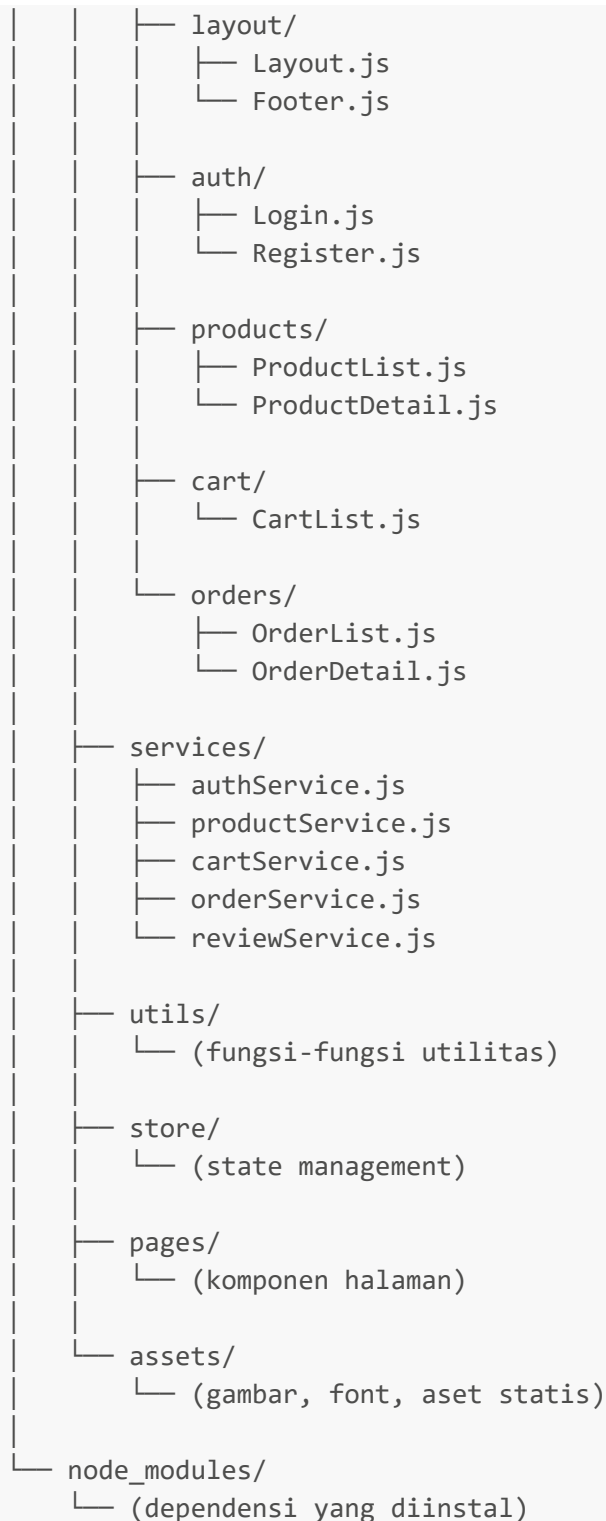 │   │   ├── layout/
│   │   │   ├── Layout.js
│   │   │   └── Footer.js
│   │   │
│   │   ├── auth/
│   │   │   ├── Login.js
│   │   │   └── Register.js
│   │   │
│   │   ├── products/
│   │   │   ├── ProductList.js
│   │   │   └── ProductDetail.js
│   │   │
│   │   ├── cart/
│   │   │   └── CartList.js
│   │   │
│   │   └── orders/
│   │       ├── OrderList.js
│   │       └── OrderDetail.js
│   │
│   ├── services/
│   │   ├── authService.js
│   │   ├── productService.js
│   │   ├── cartService.js
│   │   ├── orderService.js
│   │   └── reviewService.js
│   │
│   ├── utils/
│   │   └── (fungsi-fungsi utilitas)
│   │
│   ├── store/
│   │   └── (state management)
│   │
│   ├── pages/
│   │   └── (komponen halaman)
│   │
│   └── assets/
│       └── (gambar, font, aset statis)
│
└── node_modules/
    └── (dependensi yang diinstal)